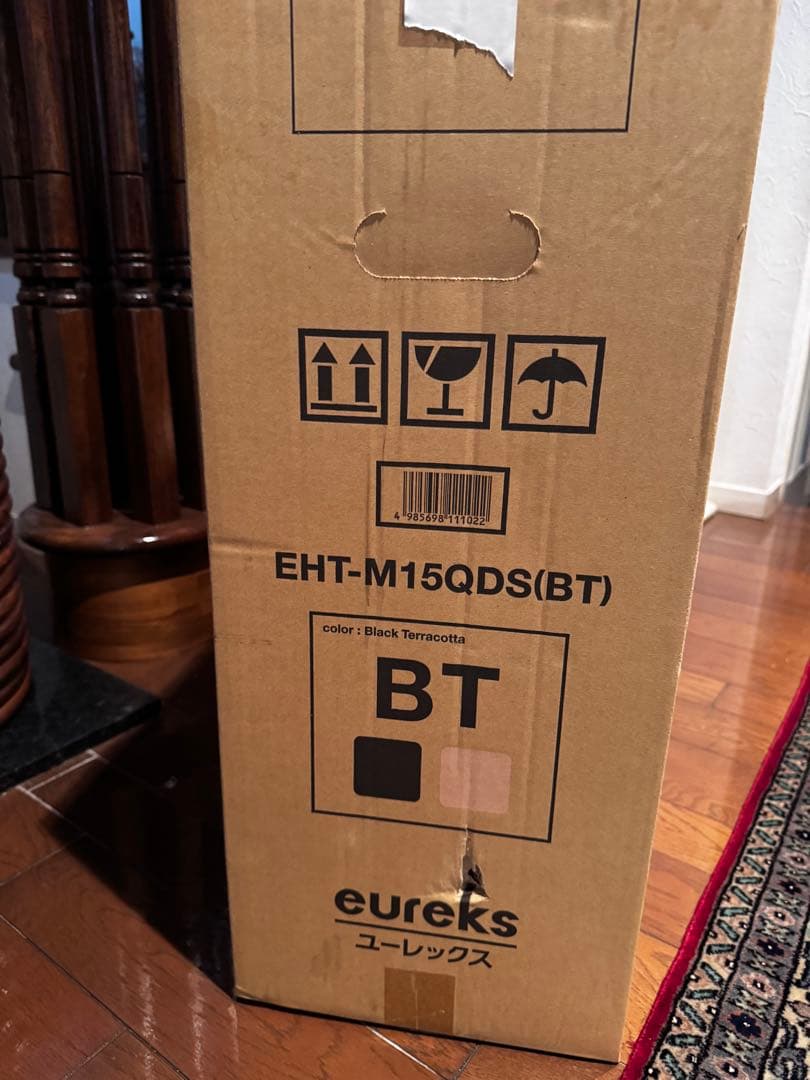 4 985698 111022
EHT-M15QDS(BT)
color : Black Terracotta
BT
eureks
ユーレックス